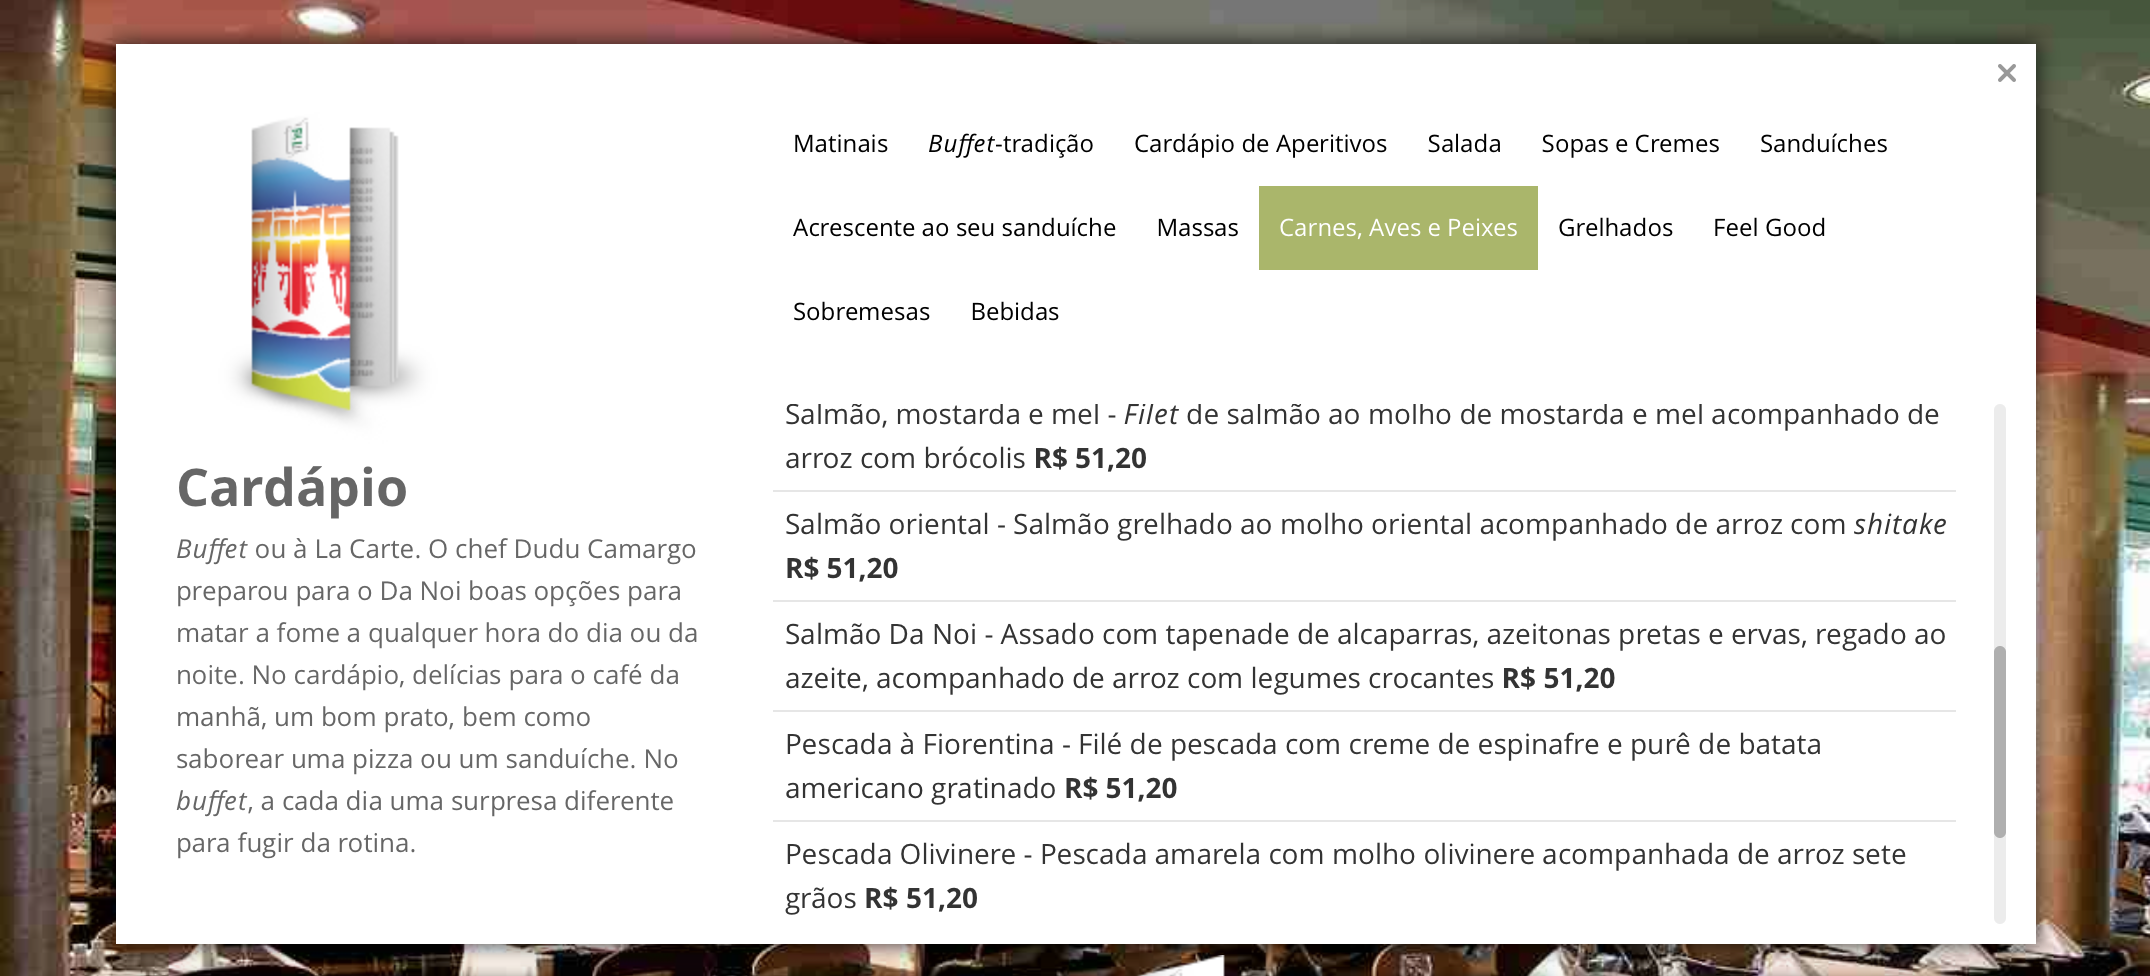 Matinais Buffet-tradição Cardápio de Aperitivos Salada Sopas e Cremes Sanduíches
Acrescente ao seu sanduíche Massas Carnes, Aves e Peixes Grelhados Feel Good
Sobremesas Bebidas
Cardápio
Buffet ou à La Carte. O chef Dudu Camargo
preparou para o Da Noi boas opções para
matar a fome a qualquer hora do dia ou da
noite. No cardápio, delícias para o café da
manhã, um bom prato, bem como
saborear uma pizza ou um sanduíche. No
buffet, a cada dia uma surpresa diferente
para fugir da rotina.
Salmão, mostarda e mel - Filet de salmão ao molho de mostarda e mel acompanhado de
arroz com brócolis R$ 51,20
Salmão oriental - Salmão grelhado ao molho oriental acompanhado de arroz com shitake
R$ 51,20
Salmão Da Noi - Assado com tapenade de alcaparras, azeitonas pretas e ervas, regado ao
azeite, acompanhado de arroz com legumes crocantes R$ 51,20
Pescada à Fiorentina - Filé de pescada com creme de espinafre e purê de batata
americano gratinado R$ 51,20
Pescada Olivinere - Pescada amarela com molho olivinere acompanhada de arroz sete
grãos R$ 51,20